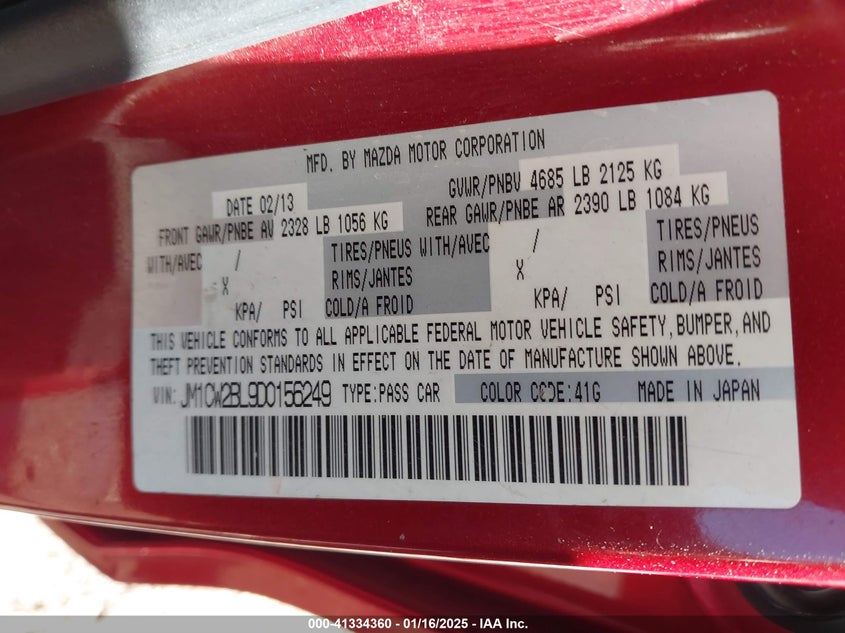 MFD. BY MAZDA MOTOR CORPORATION
DATE 02/13 GVWR/PNBV 4685 LB 2125 KG
FRONT GAWR/PNBE AV 2328 LB 1056 KG REAR GAWR/PNBE AR 2390 LB 1084 KG
WITH/AVEC / TIRES/PNEUS WITH/AVEC / TIRES/PNEUS
X RIMS/JANTES X RIMS/JANTES
KPA/ PSI COLD/A FROID KPA/ PSI COLD/A FROID
THIS VEHICLE CONFORMS TO ALL APPLICABLE FEDERAL MOTOR VEHICLE SAFETY, BUMPER, AND
THEFT PREVENTION STANDARDS IN EFFECT ON THE DATE OF MANUFACTURE SHOWN ABOVE.
VIN: JM1CW2BL9D0156249 TYPE:PASS CAR COLOR CODE:41G MADE IN JAPAN
000-41334360 - 01/16/2025 - IAA Inc.